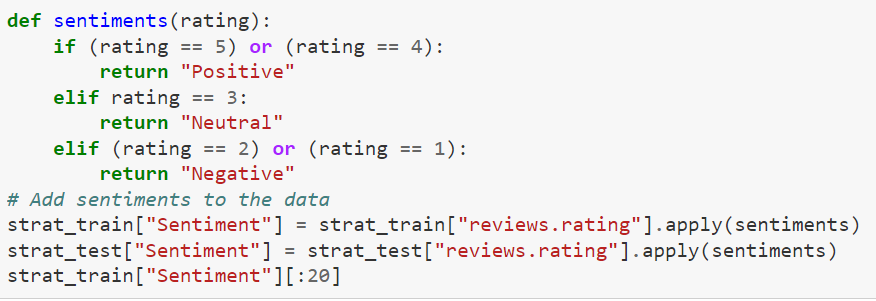 def sentiments(rating):
    if (rating == 5) or (rating == 4):
        return "Positive"
    elif rating == 3:
        return "Neutral"
    elif (rating == 2) or (rating == 1):
        return "Negative"
# Add sentiments to the data
strat_train["Sentiment"] = strat_train["reviews.rating"].apply(sentiments)
strat_test["Sentiment"] = strat_test["reviews.rating"].apply(sentiments)
strat_train["Sentiment"][:20]